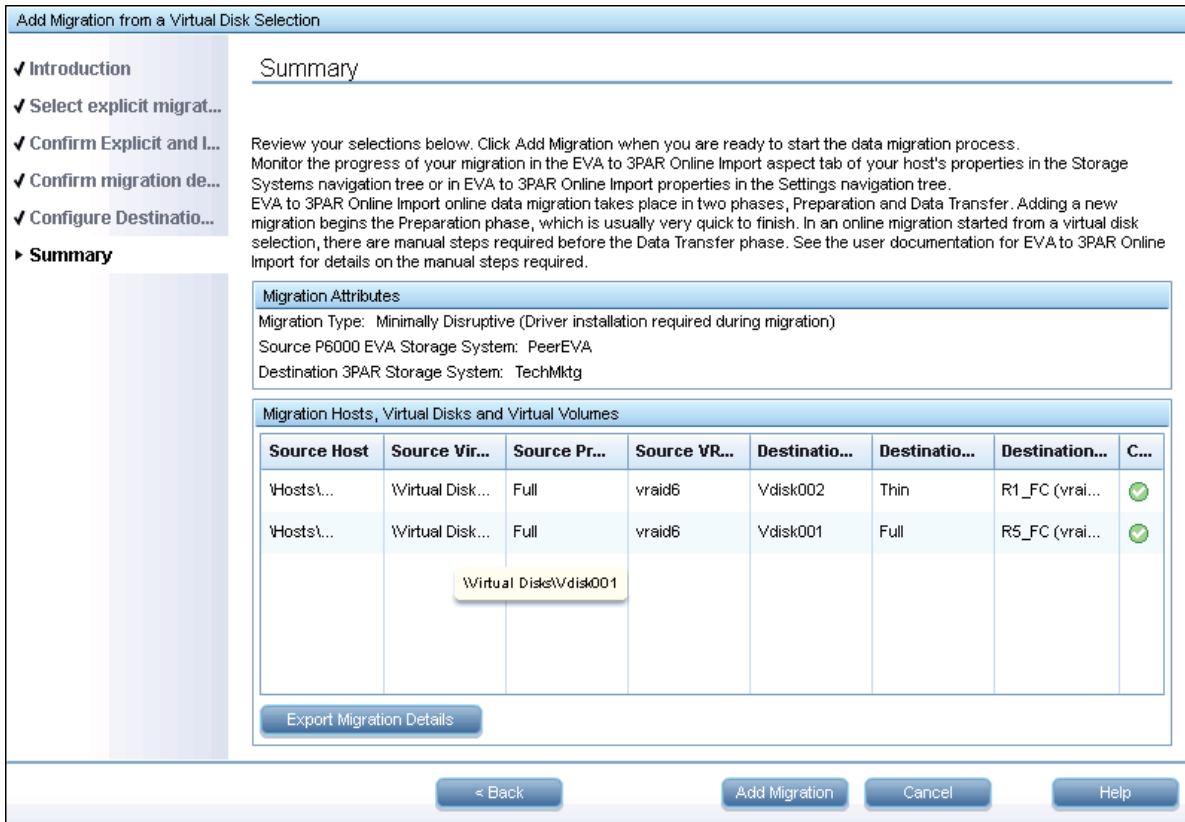 Add Migration from a Virtual Disk Selection
Introduction
Select explicit migrat...
Confirm Explicit and I...
Confirm migration de...
Configure Destinatio...
Summary
Summary
Review your selections below. Click Add Migration when you are ready to start the data migration process.
Monitor the progress of your migration in the EVA to 3PAR Online Import aspect tab of your host's properties in the Storage
Systems navigation tree or in EVA to 3PAR Online Import properties in the Settings navigation tree.
EVA to 3PAR Online Import online data migration takes place in two phases, Preparation and Data Transfer. Adding a new
migration begins the Preparation phase, which is usually very quick to finish. In an online migration started from a virtual disk
selection, there are manual steps required before the Data Transfer phase. See the user documentation for EVA to 3PAR Online
Import for details on the manual steps required.
Migration Attributes
Migration Type: Minimally Disruptive (Driver installation required during migration)
Source P6000 EVA Storage System: PeerEVA
Destination 3PAR Storage System: TechMktg
Migration Hosts, Virtual Disks and Virtual Volumes
Source Host Source Vir... Source Pr... Source VR... Destinatio... Destinatio... Destination... C...
\Hosts\... \Virtual Disk... Full vraid6 Vdisk002 Thin R1_FC (vrai...
\Hosts\... \Virtual Disk... Full vraid6 Vdisk001 Full R5_FC (vrai...
\Virtual Disks\Vdisk001
Export Migration Details
< Back Add Migration Cancel Help